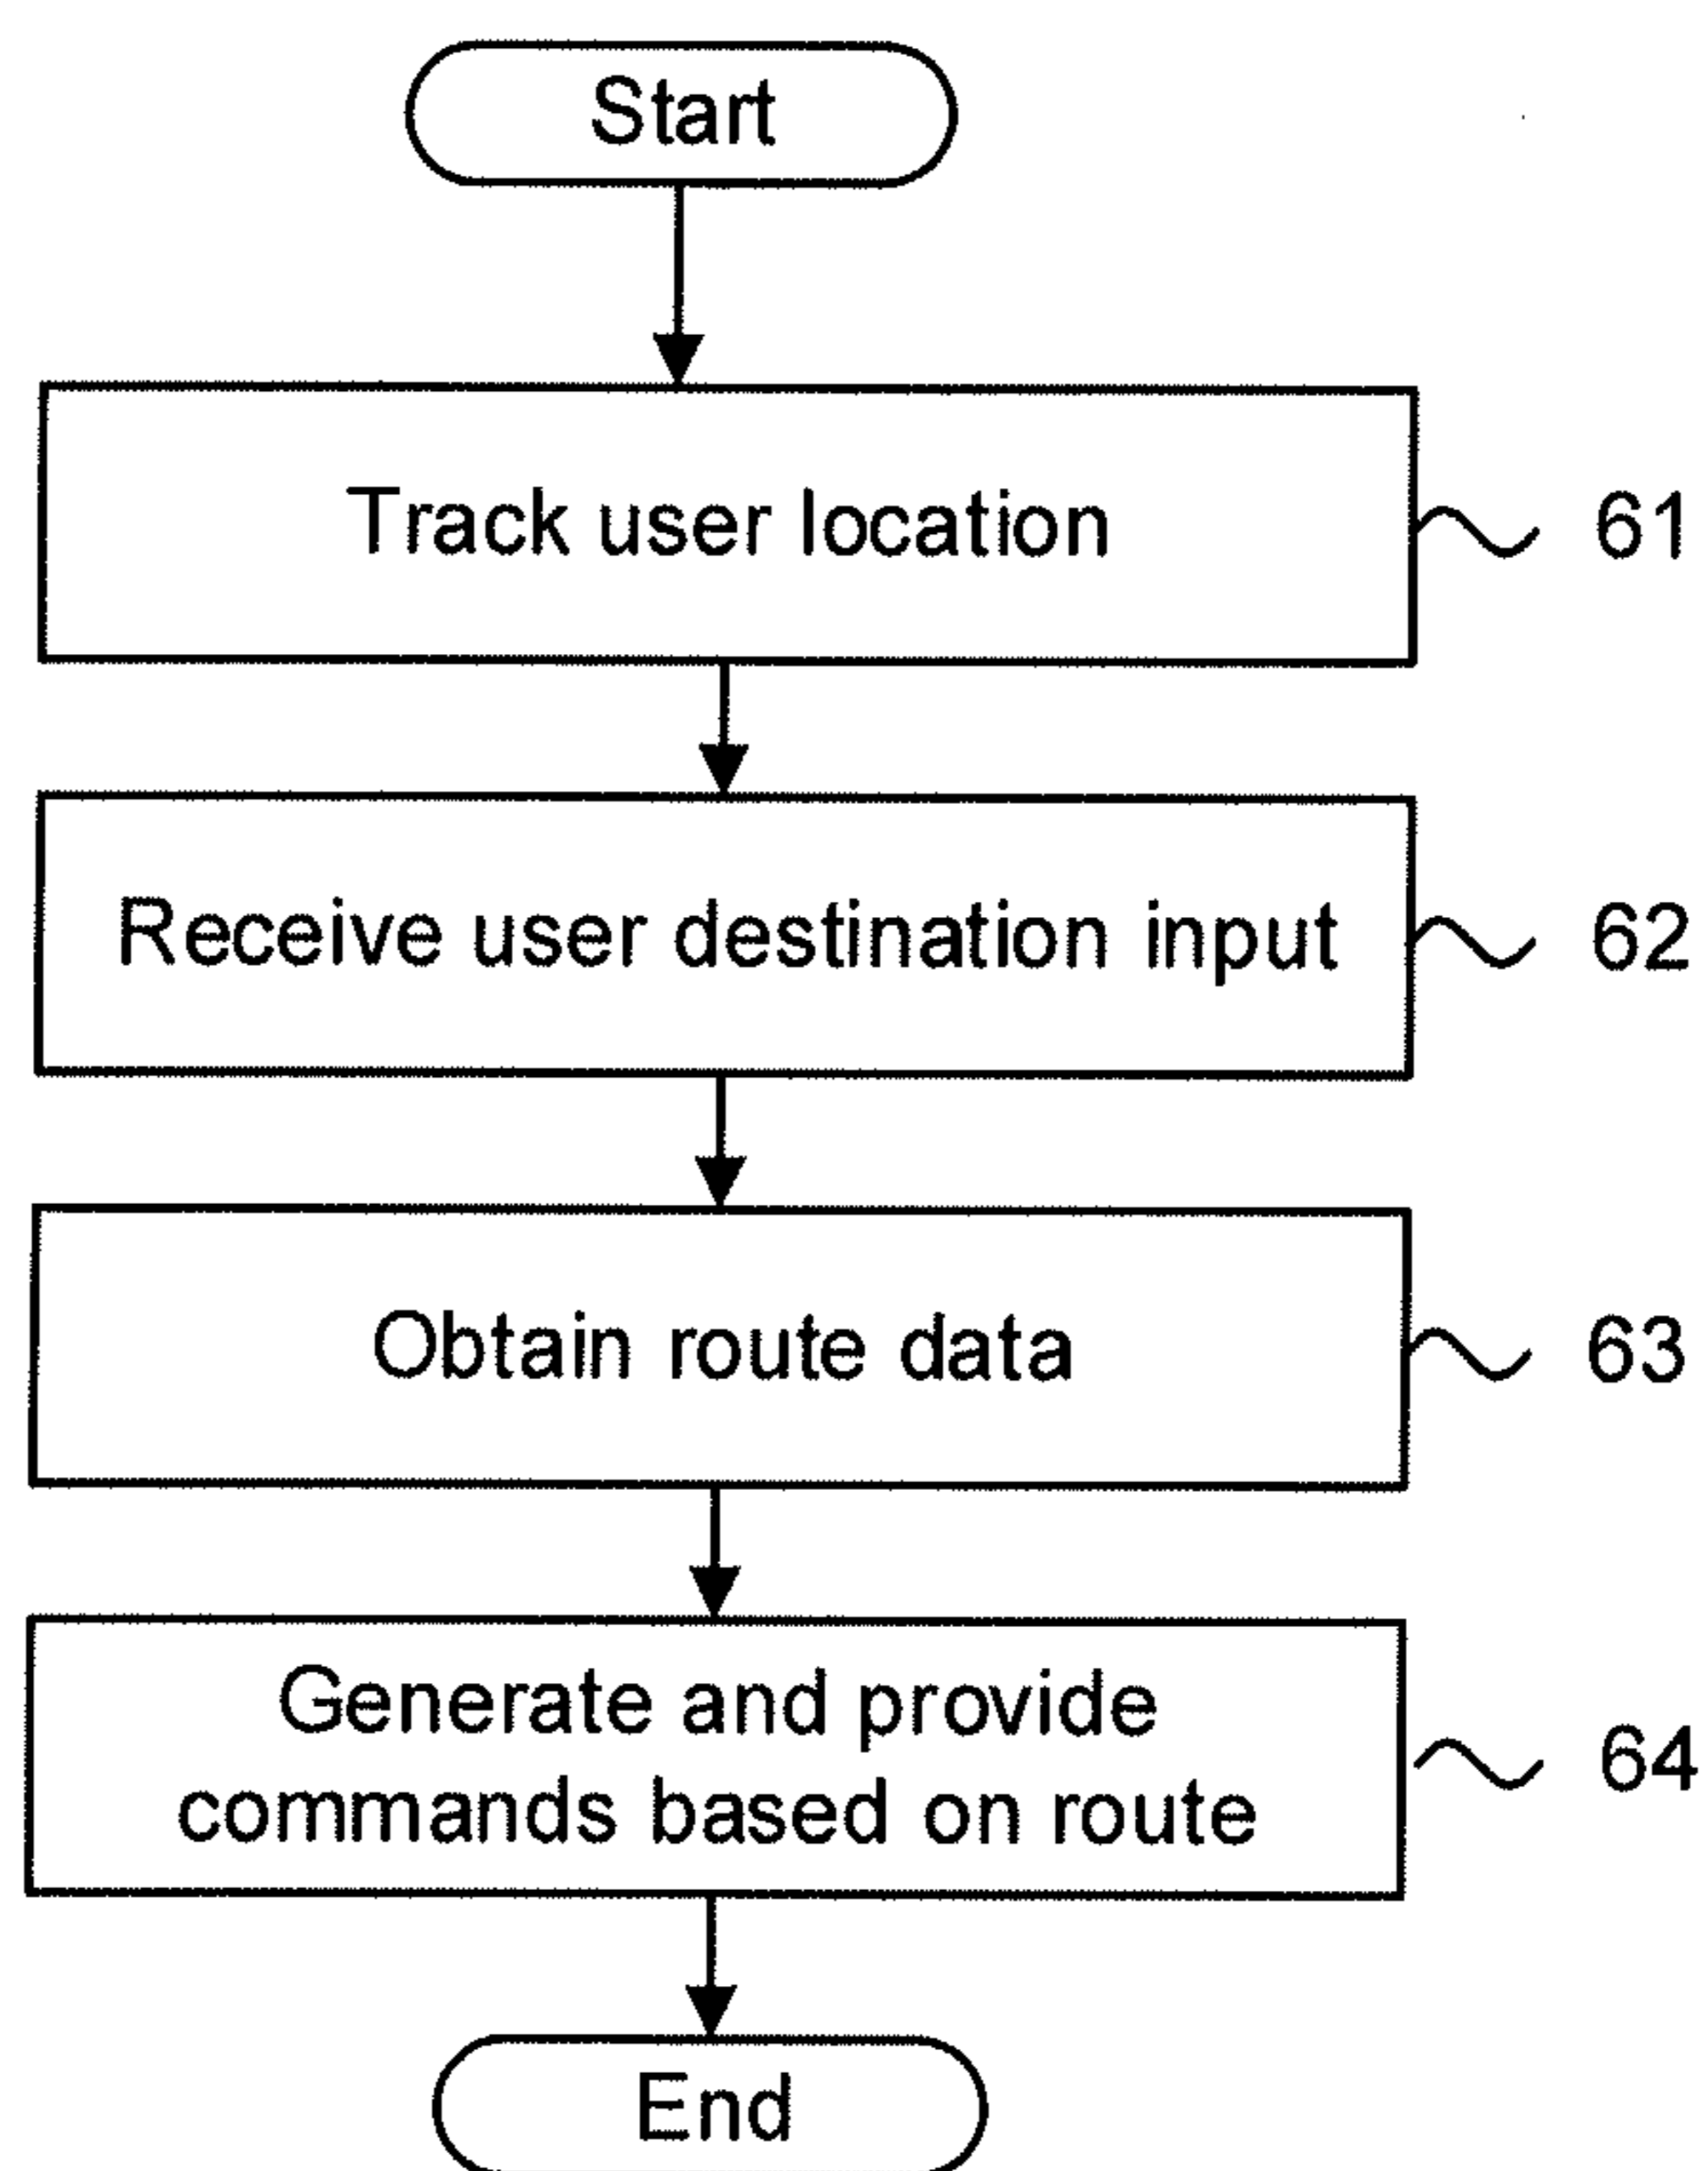 Start
Track user location
61
Receive user destination input
62
Obtain route data
63
Generate and provide
commands based on route
64
End